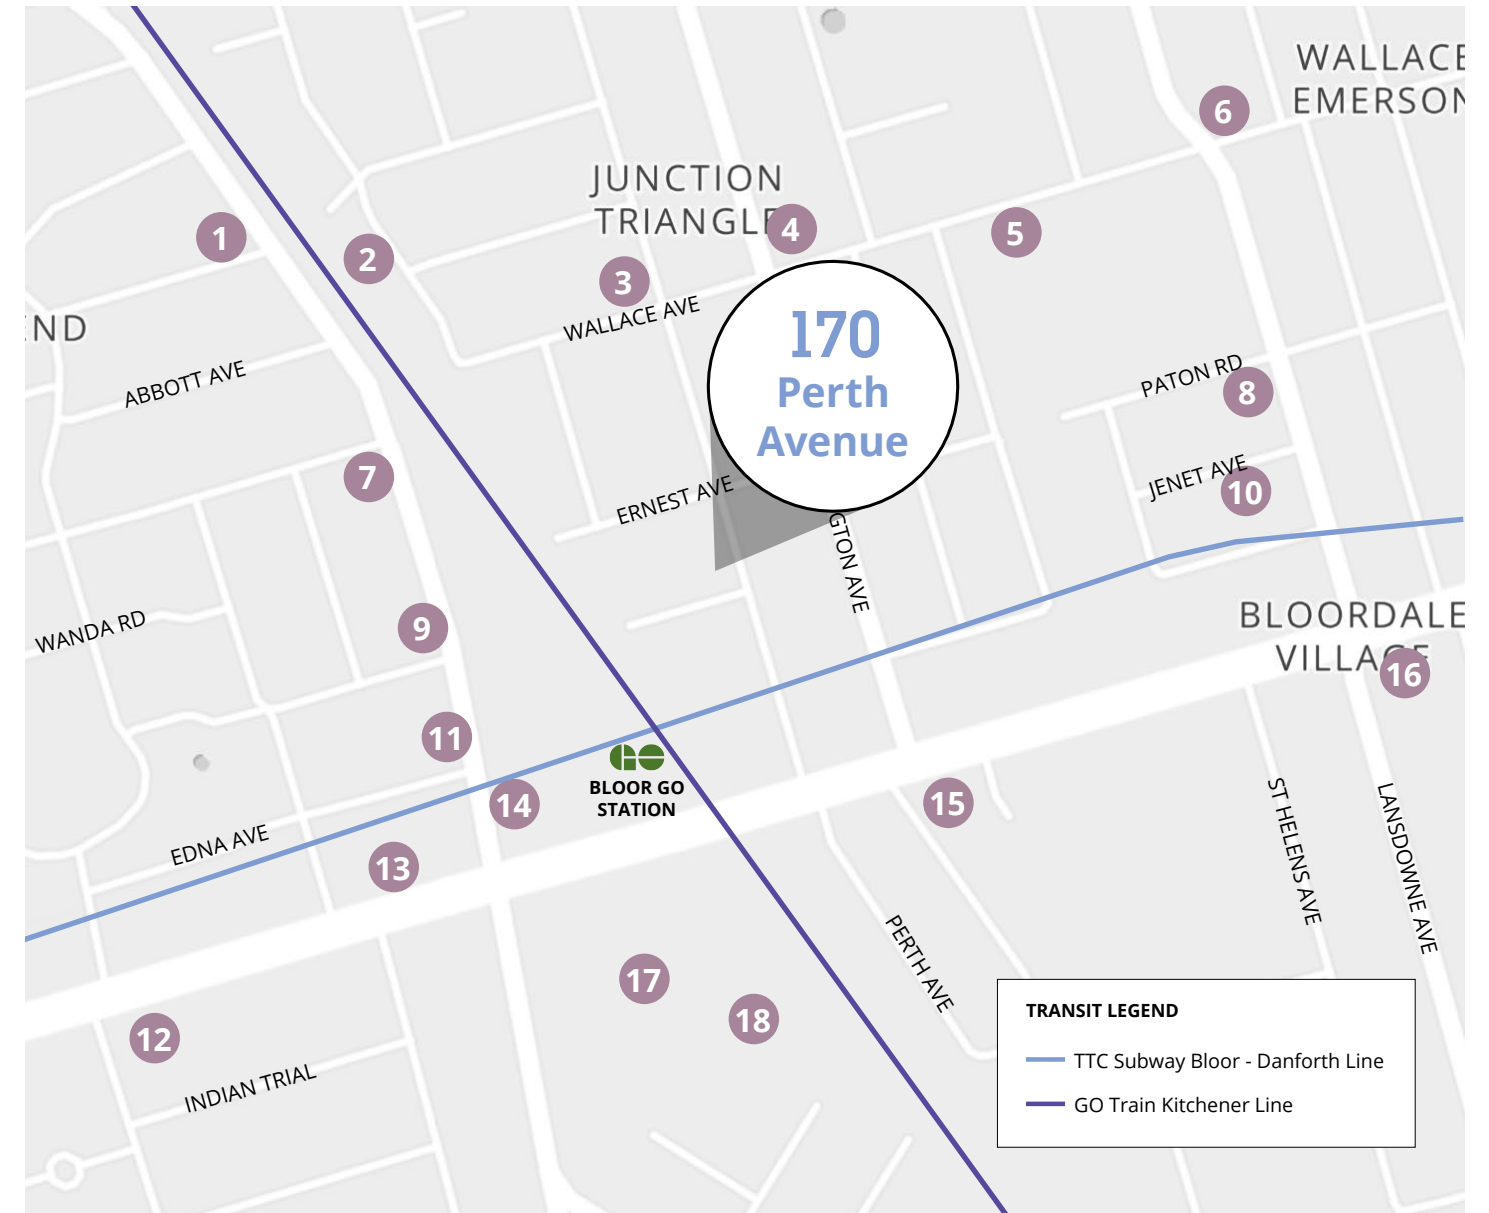 WALLACE
EMERSON
6
JUNCTION
TRIANGLE
1
2
3
4
5
WALLACE AVE
170
Perth
Avenue
END
ABBOTT AVE
PATON RD
8
7
ERNEST AVE
JENET AVE
10
GTON AVE
WANDA RD
9
BLOORDALE
VILLAGE
16
11
BLOOR GO
STATION
14
15
EDNA AVE
13
ST HELENS AVE
LANSDOWNE AVE
PERTH AVE
17
18
12
INDIAN TRIAL
TRANSIT LEGEND
TTC Subway Bloor - Danforth Line
GO Train Kitchener Line